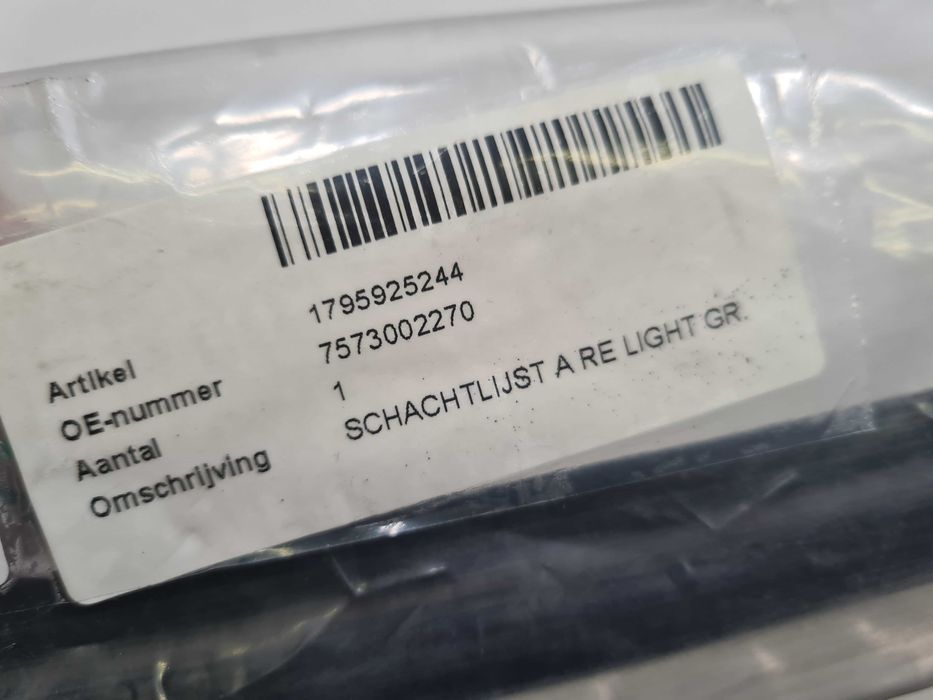 Artikel 1795925244
OE-nummer 7573002270
Aantal 1
Omschrijving SCHACHTLIJST A RE LIGHT GR.